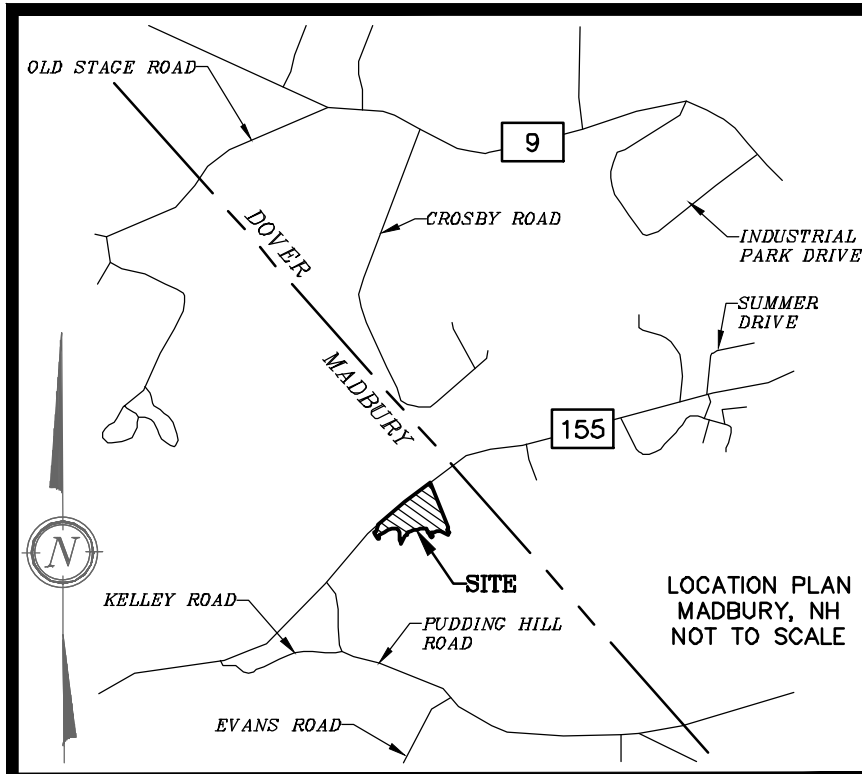 OLD STAGE ROAD
9
DOVER
CROSBY ROAD
INDUSTRIAL
PARK DRIVE
SUMMER
DRIVE
MADBURY
155
N
SITE
KELLEY ROAD
PUDDING HILL
ROAD
EVANS ROAD
LOCATION PLAN
MADBURY, NH
NOT TO SCALE